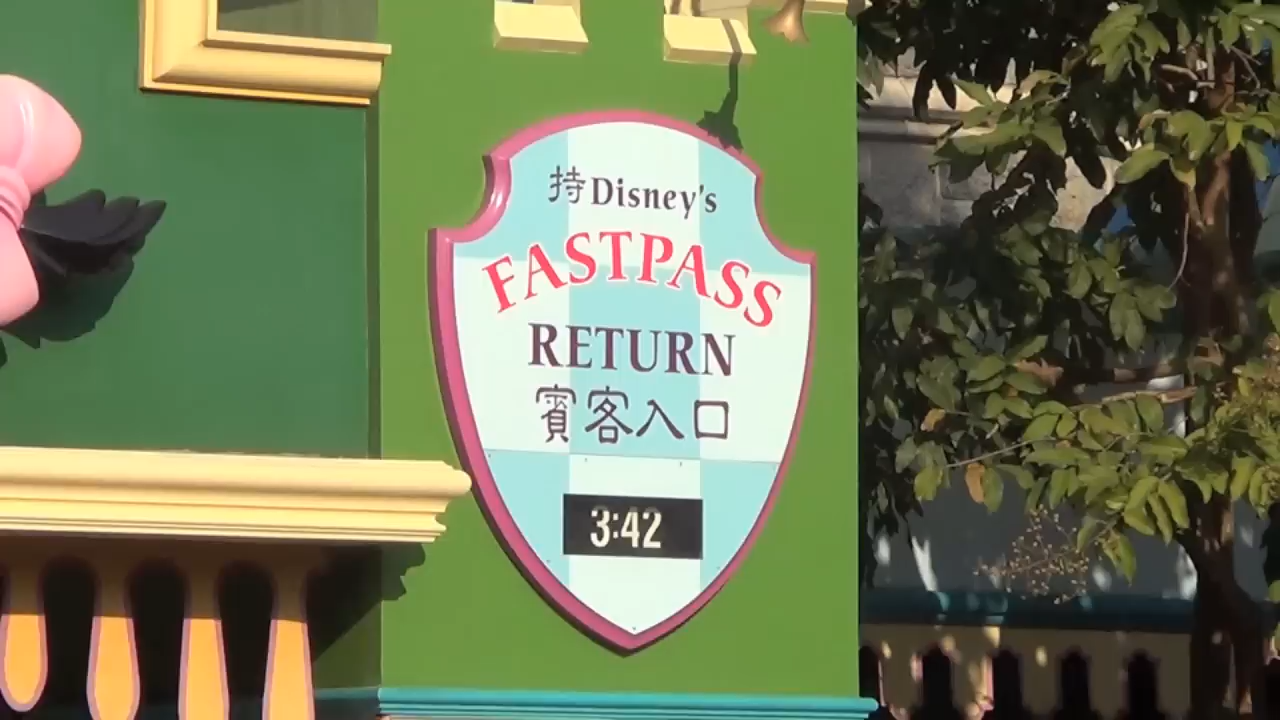 持Disney's
FASTPASS
RETURN
賓客入口
3:42